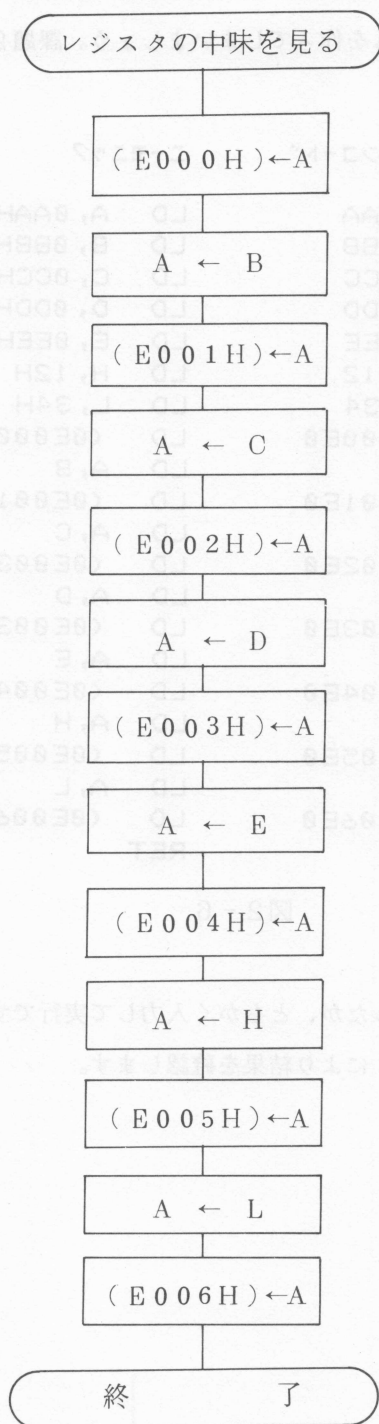 レジスタの中味を見る
(E000H)←A
A ← B
(E001H)←A
A ← C
(E002H)←A
A ← D
(E003H)←A
A ← E
(E004H)←A
A ← H
(E005H)←A
A ← L
(E006H)←A
終 了